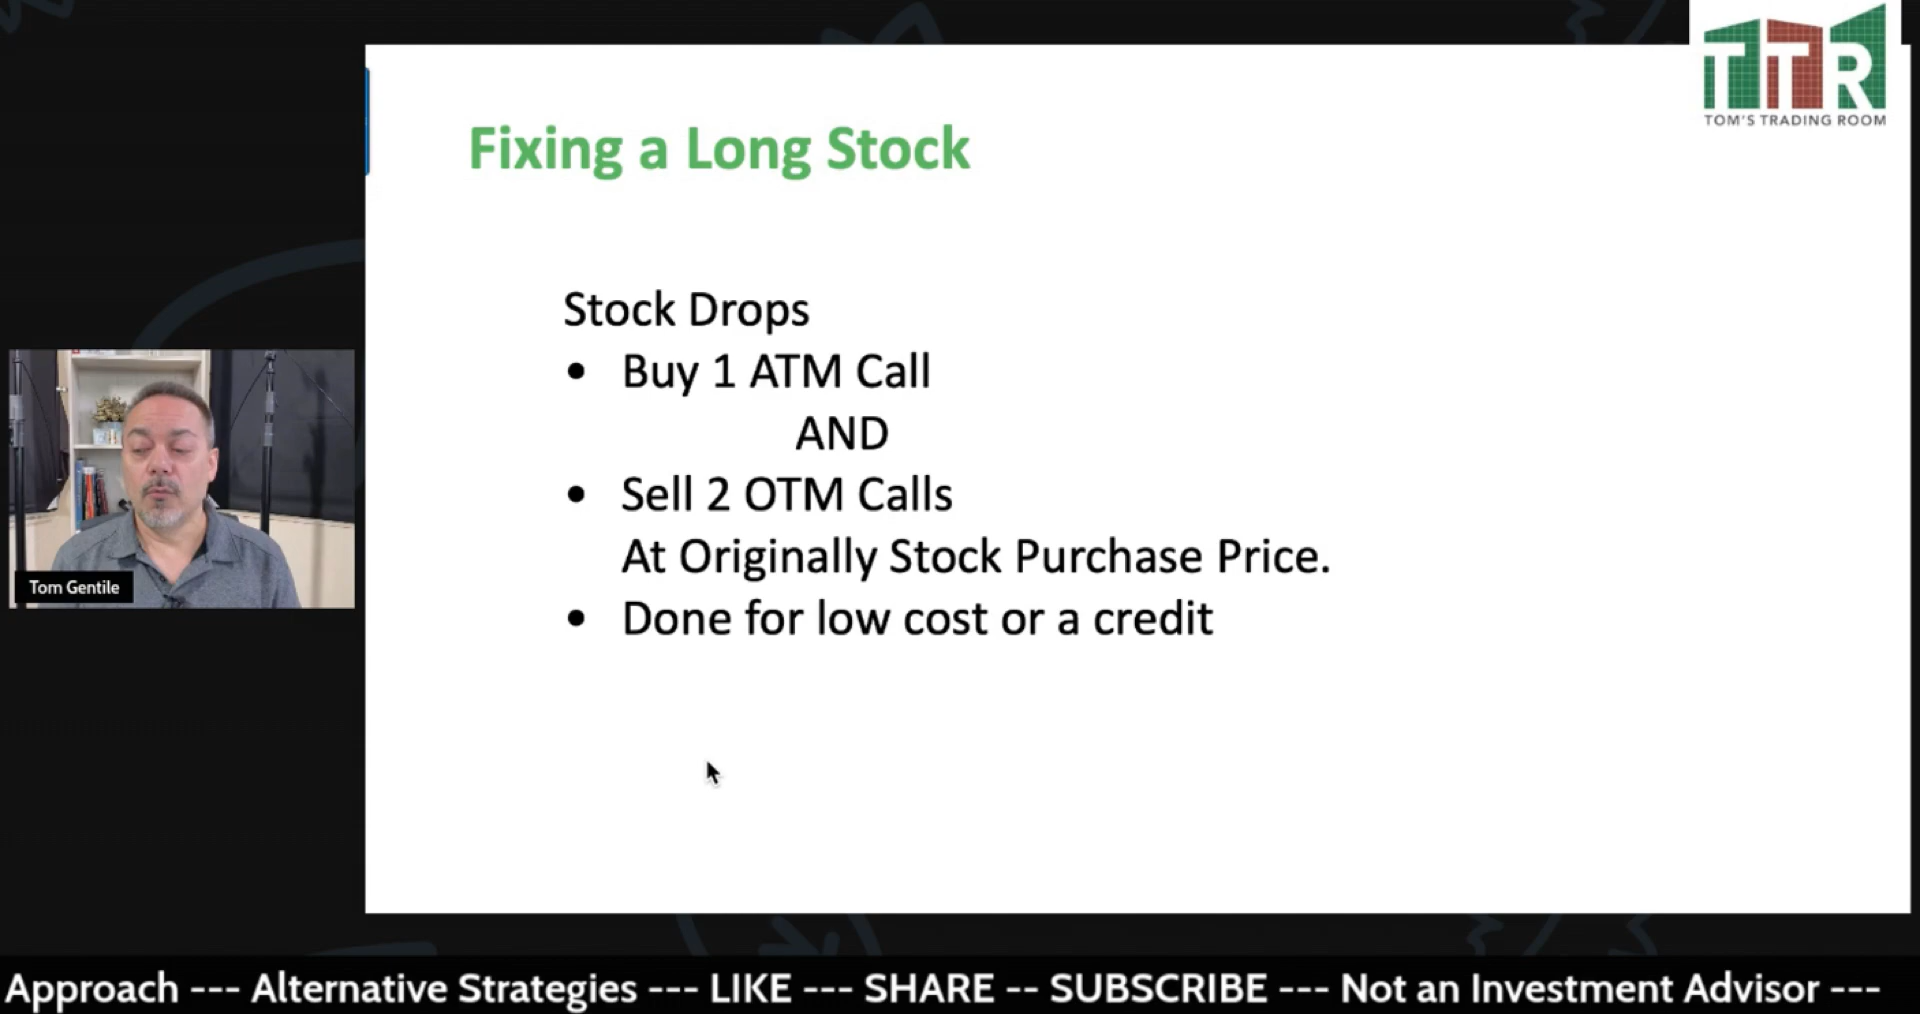 TTR
TOM'S TRADING ROOM
Fixing a Long Stock
Stock Drops
• Buy 1 ATM Call
AND
• Sell 2 OTM Calls
At Originally Stock Purchase Price.
• Done for low cost or a credit
Tom Gentile
Approach --- Alternative Strategies --- LIKE --- SHARE -- SUBSCRIBE --- Not an Investment Advisor ---